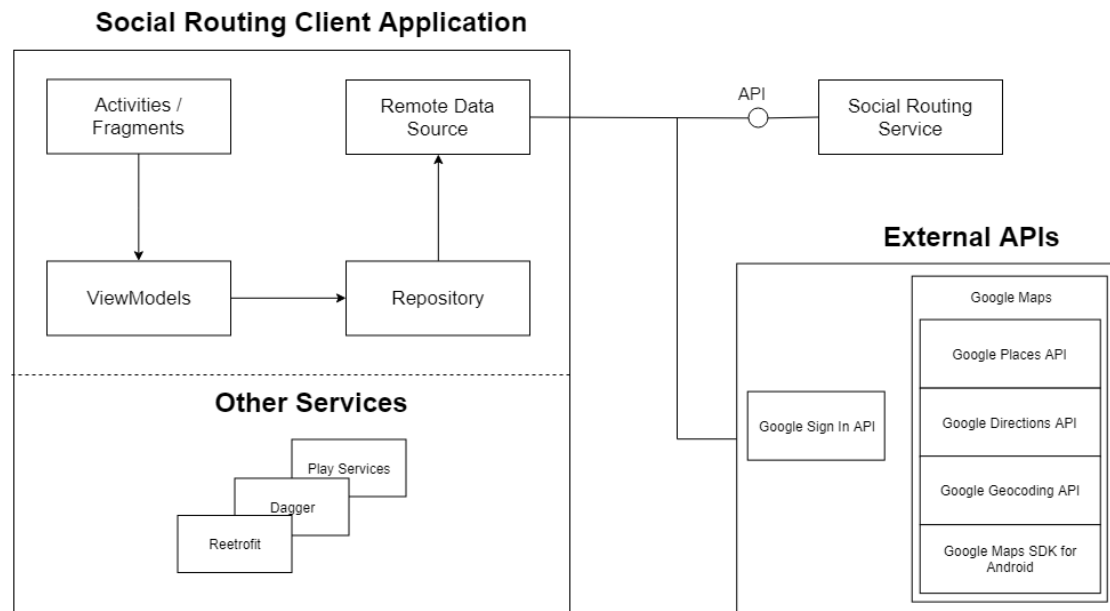 Social Routing Client Application
Activities /
Fragments
Remote Data
Source
API
Social Routing
Service
ViewModels
Repository
External APIs
Google Maps
Google Places API
Google Sign In API
Google Directions API
Google Geocoding API
Google Maps SDK for
Android
Other Services
Play Services
Dagger
Reetrofit